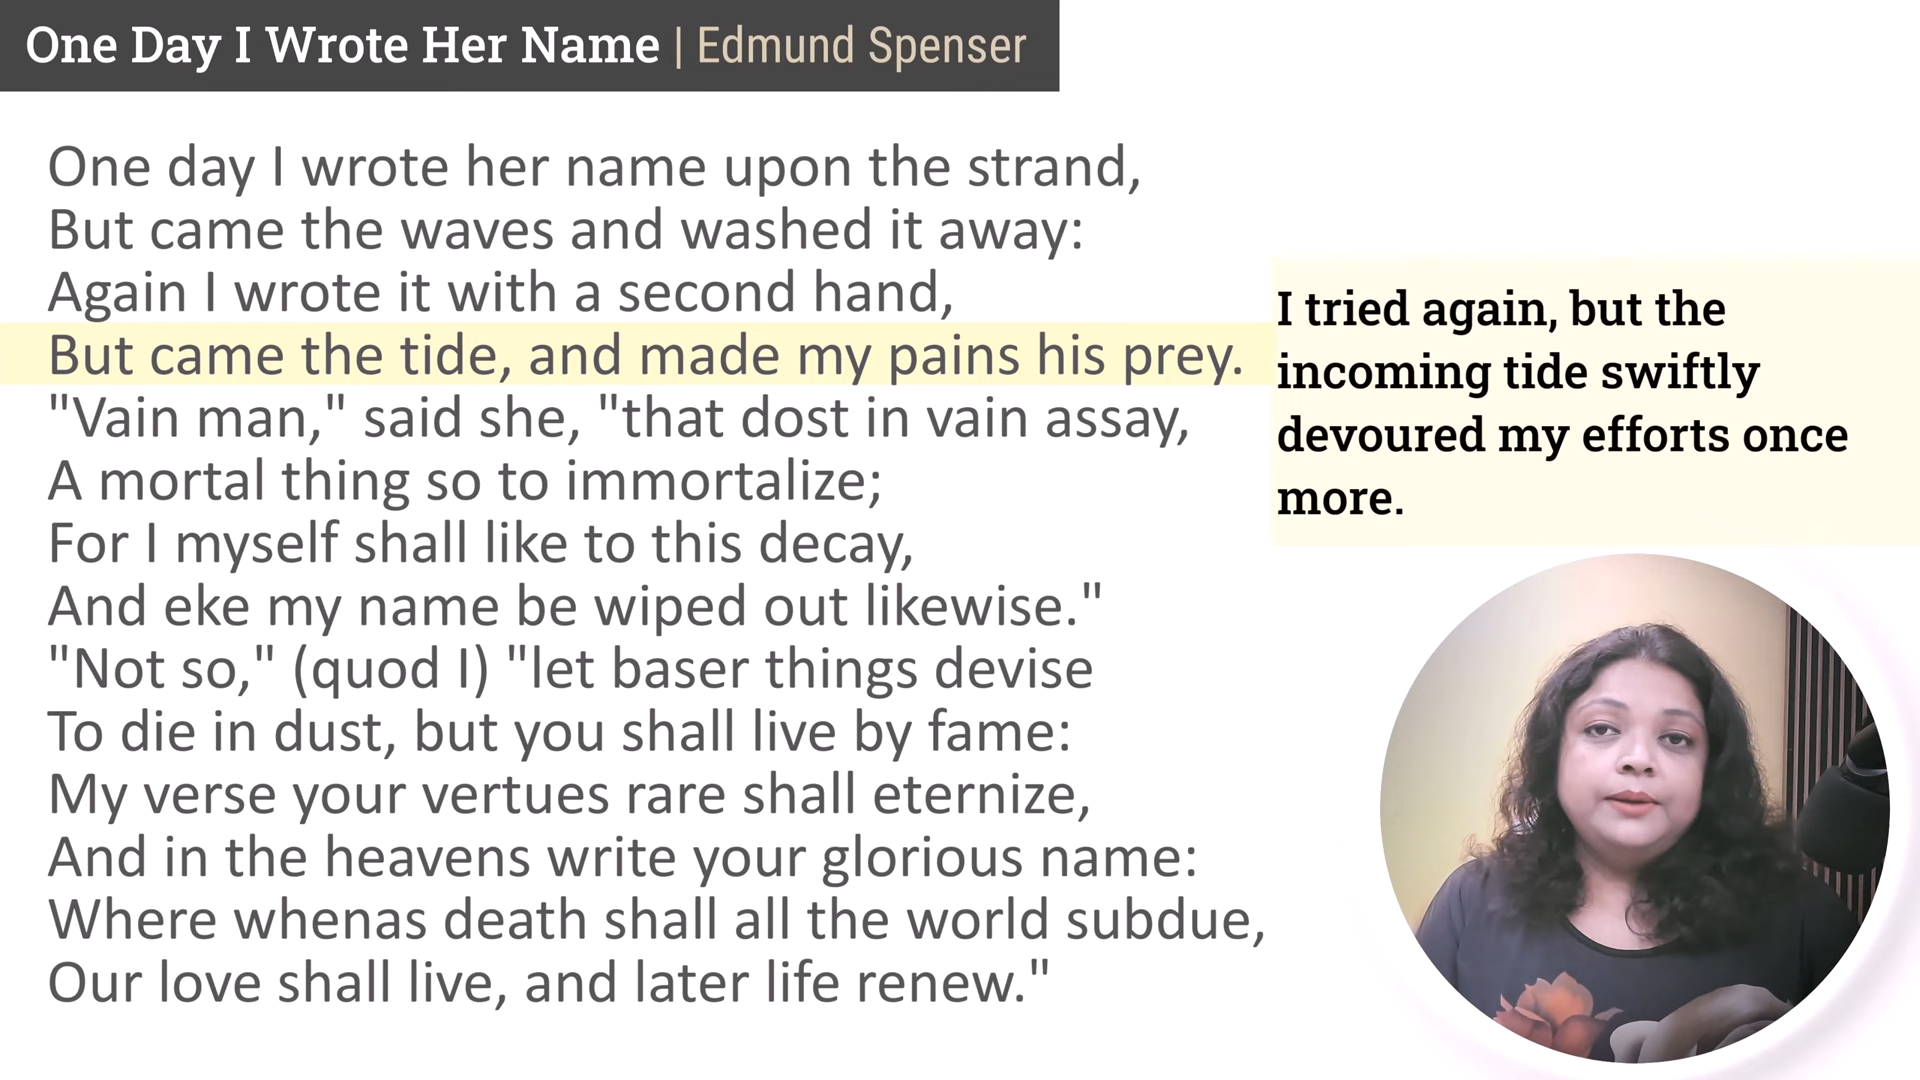 One Day I Wrote Her Name | Edmund Spenser
One day I wrote her name upon the strand,
But came the waves and washed it away:
Again I wrote it with a second hand,
But came the tide, and made my pains his prey.
"Vain man," said she, "that dost in vain assay,
A mortal thing so to immortalize;
For I myself shall like to this decay,
And eke my name be wiped out likewise."
"Not so," (quod I) "let baser things devise
To die in dust, but you shall live by fame:
My verse your vertues rare shall eternize,
And in the heavens write your glorious name:
Where whenas death shall all the world subdue,
Our love shall live, and later life renew."
I tried again, but the
incoming tide swiftly
devoured my efforts once
more.